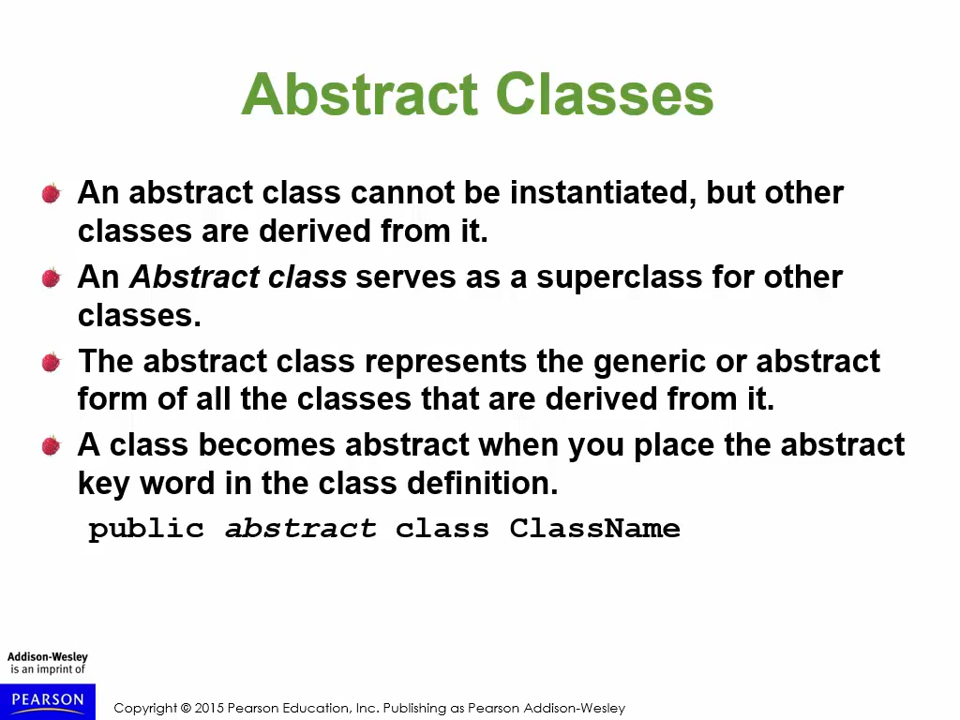 Abstract Classes
An abstract class cannot be instantiated, but other
classes are derived from it.
An Abstract class serves as a superclass for other
classes.
The abstract class represents the generic or abstract
form of all the classes that are derived from it.
A class becomes abstract when you place the abstract
key word in the class definition.
public abstract class ClassName
Addison-Wesley
is an imprint of
PEARSON
Copyright © 2015 Pearson Education, Inc. Publishing as Pearson Addison-Wesley